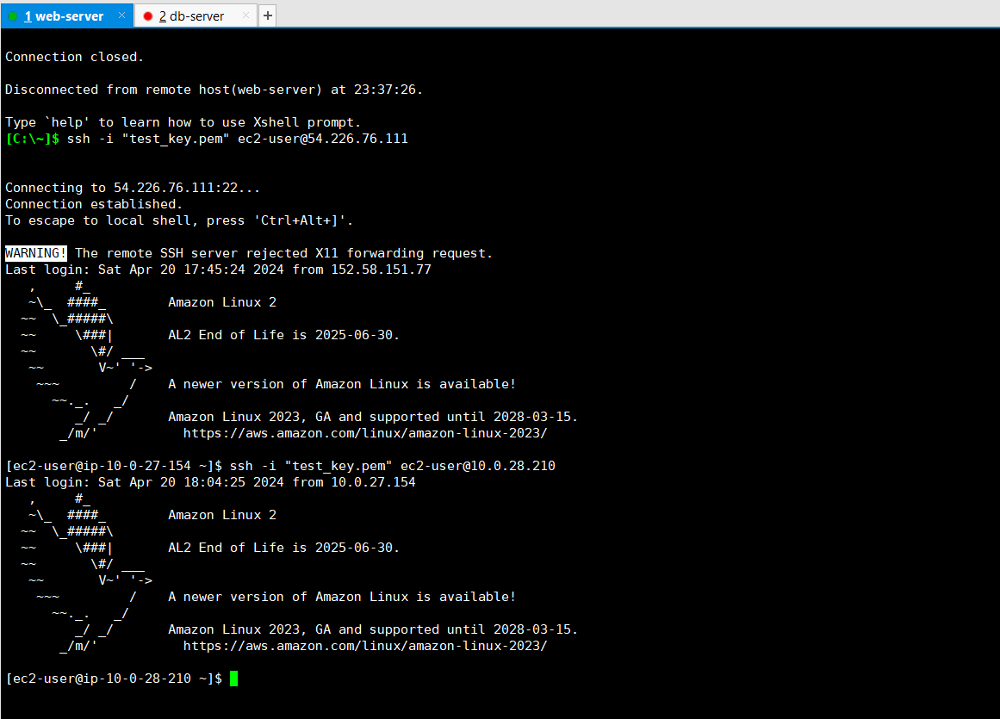 1 web-server × 2 db-server × +
Connection closed.
Disconnected from remote host(web-server) at 23:37:26.
Type `help' to learn how to use Xshell prompt.
[C:\~]$ ssh -i "test_key.pem" ec2-user@54.226.76.111
Connecting to 54.226.76.111:22...
Connection established.
To escape to local shell, press 'Ctrl+Alt+]'.
WARNING! The remote SSH server rejected X11 forwarding request.
Last login: Sat Apr 20 17:45:24 2024 from 152.58.151.77
   ,     #_
   ~\_  ####_        Amazon Linux 2
  ~~  \_#####\
  ~~     \###|       AL2 End of Life is 2025-06-30.
  ~~       \#/ ___
   ~~       V~' '->
    ~~~         /    A newer version of Amazon Linux is available!
      ~~._.   _/
         _/ _/       Amazon Linux 2023, GA and supported until 2028-03-15.
       _/m/'           https://aws.amazon.com/linux/amazon-linux-2023/
[ec2-user@ip-10-0-27-154 ~]$ ssh -i "test_key.pem" ec2-user@10.0.28.210
Last login: Sat Apr 20 18:04:25 2024 from 10.0.27.154
   ,     #_
   ~\_  ####_        Amazon Linux 2
  ~~  \_#####\
  ~~     \###|       AL2 End of Life is 2025-06-30.
  ~~       \#/ ___
   ~~       V~' '->
    ~~~         /    A newer version of Amazon Linux is available!
      ~~._.   _/
         _/ _/       Amazon Linux 2023, GA and supported until 2028-03-15.
       _/m/'           https://aws.amazon.com/linux/amazon-linux-2023/
[ec2-user@ip-10-0-28-210 ~]$